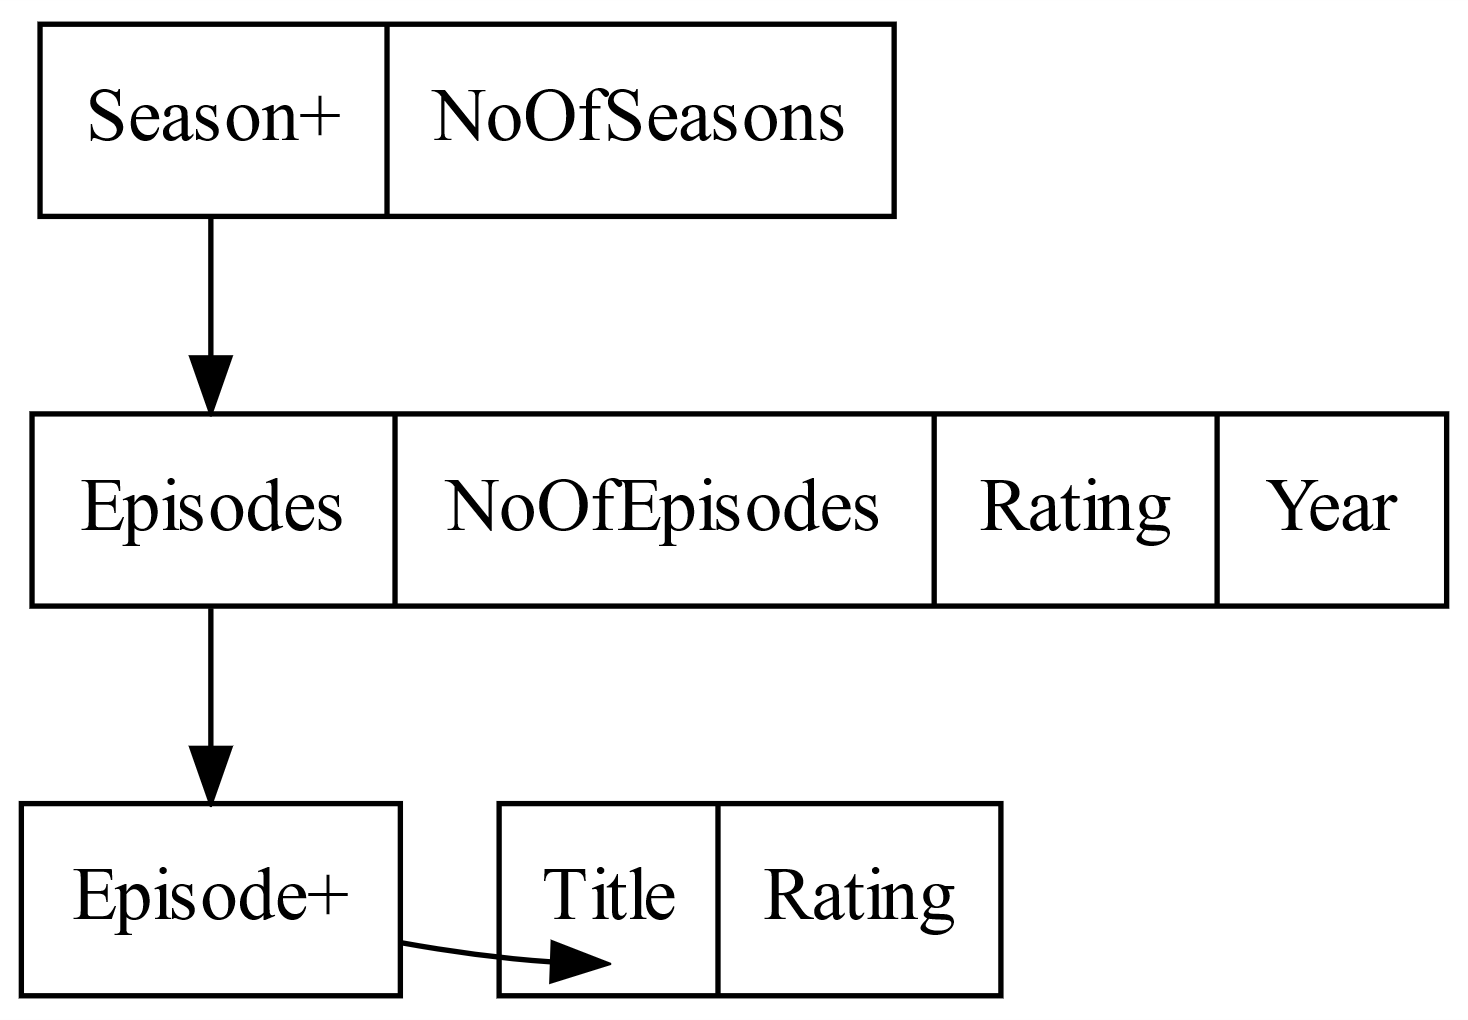 Season+ NoOfSeasons
Episodes NoOfEpisodes Rating Year
Episode+ Title Rating